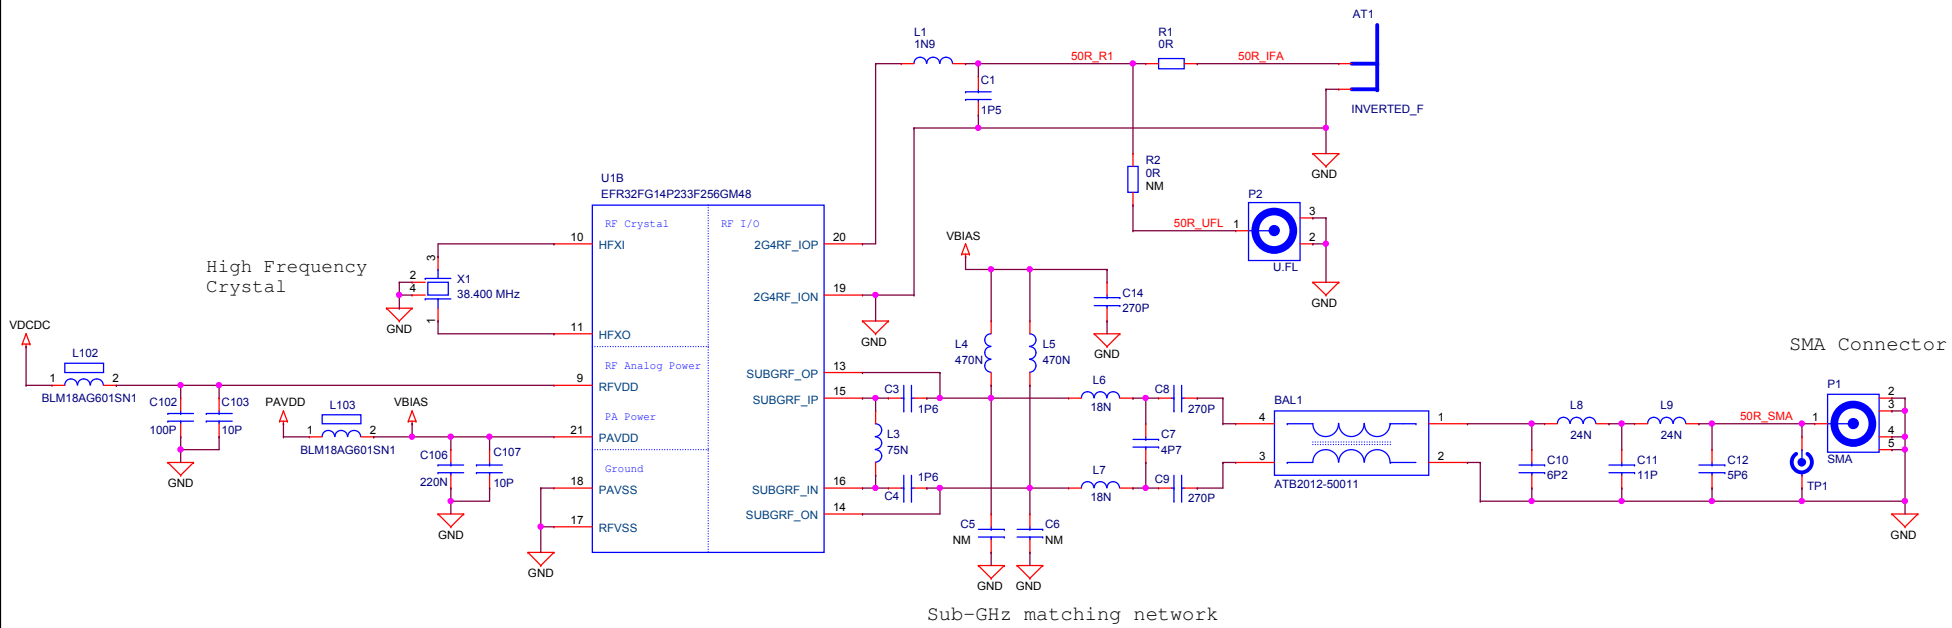 AT1
L1
1N9
50R_R1
R1
0R
50R_IFA
C1
1P5
INVERTED_F
GND
R2
0R
NM
U1B
EFR32FG14P233F256GM48
P2
3
50R_UFL
1
2
U.FL
GND
RF Crystal
RF I/O
10
HFXI
2G4RF_IOP
20
VBIAS
High Frequency
Crystal
3
2
4
X1
38.400 MHz
GND
1
2G4RF_ION
19
GND
C14
270P
GND
11
HFXO
VDCDC
L102
1
2
BLM18AG601SN1
L4
470N
L5
470N
SMA Connector
RF Analog Power
9
RFVDD
SUBGRF_OP
13
SUBGRF_IP
15
C3
1P6
L6
18N
C8
270P
C102
100P
C103
10P
GND
PAVDD
L103
1
2
BLM18AG601SN1
VBIAS
PA Power
21
PAVDD
L3
75N
C7
4P7
BAL1
4
1
3
2
ATB2012-50011
L8
24N
L9
24N
50R_SMA
1
P1
2
3
4
5
SMA
C106
220N
C107
10P
GND
Ground
18
PAVSS
17
RFVSS
GND
SUBGRF_IN
16
C4
1P6
SUBGRF_ON
14
L7
18N
C9
270P
C10
6P2
C11
11P
C12
5P6
TP1
GND
C5
NM
C6
NM
GND
GND
Sub-GHz matching network